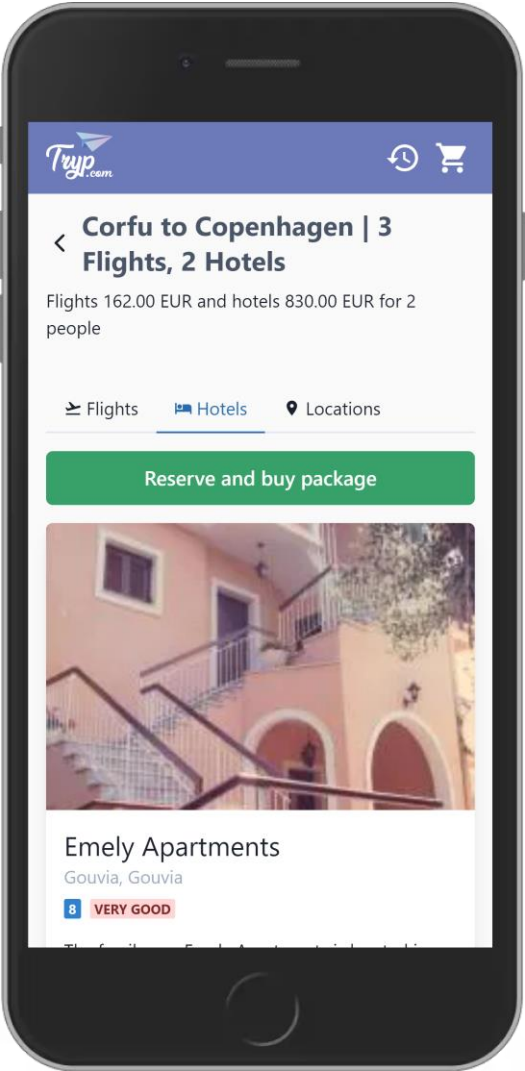 Tryp
.com
Corfu to Copenhagen | 3
Flights, 2 Hotels
Flights 162.00 EUR and hotels 830.00 EUR for 2
people
Flights Hotels Locations
Reserve and buy package
Emely Apartments
Gouvia, Gouvia
8 VERY GOOD